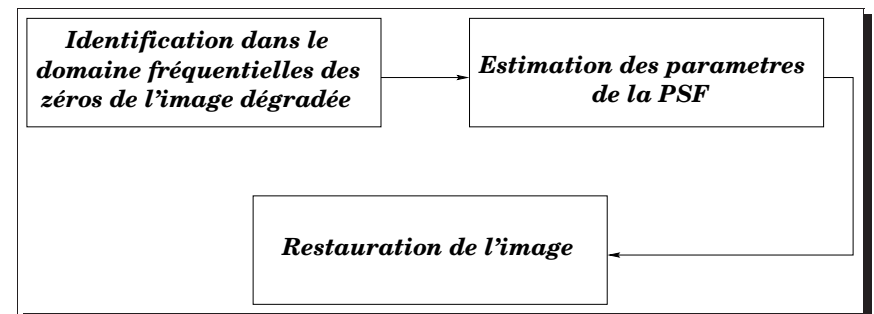 Identification dans le
domaine fréquentielles des
zéros de l'image dégradée
Estimation des parametres
de la PSF
Restauration de l'image